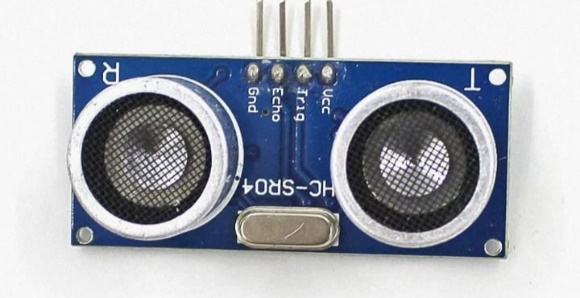 R
T
Gnd
Echo
Trig
Vcc
HC-SR04